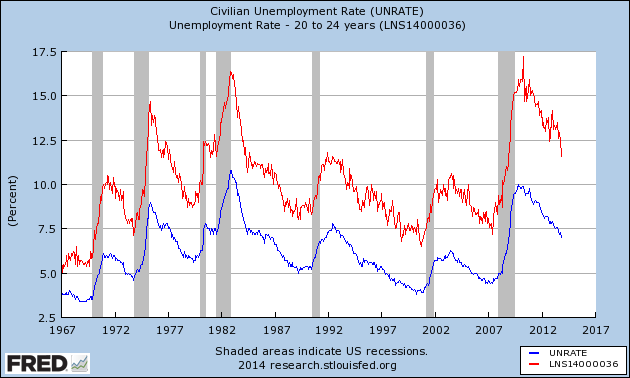 Civilian Unemployment Rate (UNRATE)
Unemployment Rate - 20 to 24 years (LNS14000036)
17.5
15.0
12.5
10.0
7.5
5.0
2.5
(Percent)
1967 1972 1977 1982 1987 1992 1997 2002 2007 2012 2017
Shaded areas indicate US recessions.
2014 research.stlouisfed.org
FRED
UNRATE
LNS14000036